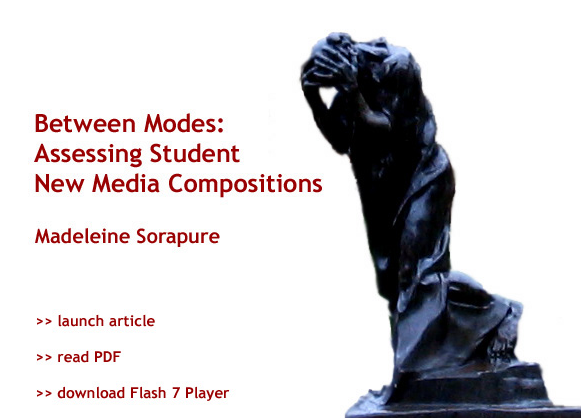 Between Modes:
Assessing Student
New Media Compositions
Madeleine Sorapure
>> launch article
>> read PDF
>> download Flash 7 Player